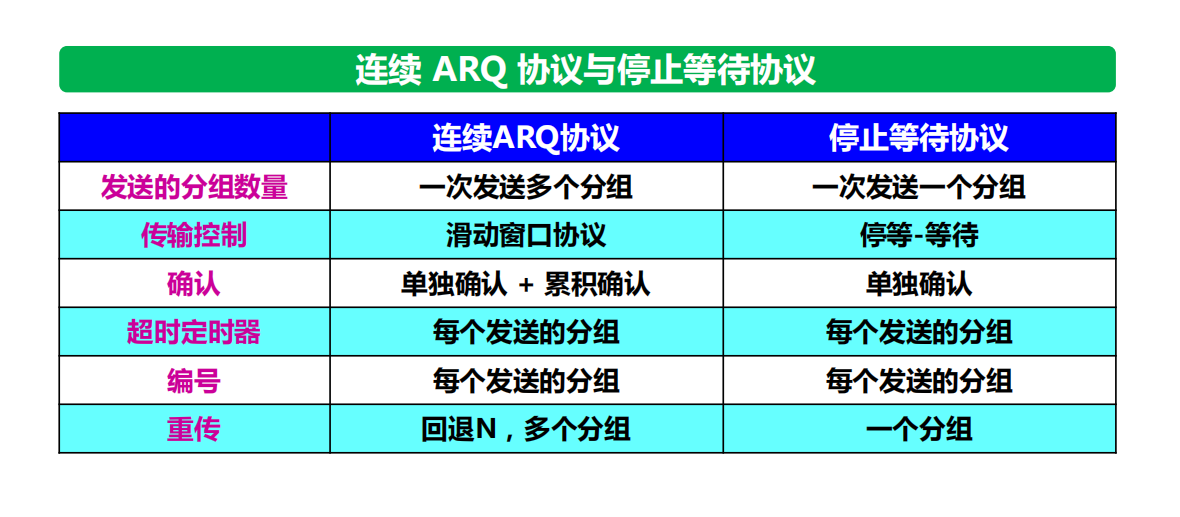 连续 ARQ 协议与停止等待协议
连续ARQ协议 停止等待协议
发送的分组数量 一次发送多个分组 一次发送一个分组
传输控制 滑动窗口协议 停等-等待
确认 单独确认 + 累积确认 单独确认
超时定时器 每个发送的分组 每个发送的分组
编号 每个发送的分组 每个发送的分组
重传 回退N，多个分组 一个分组